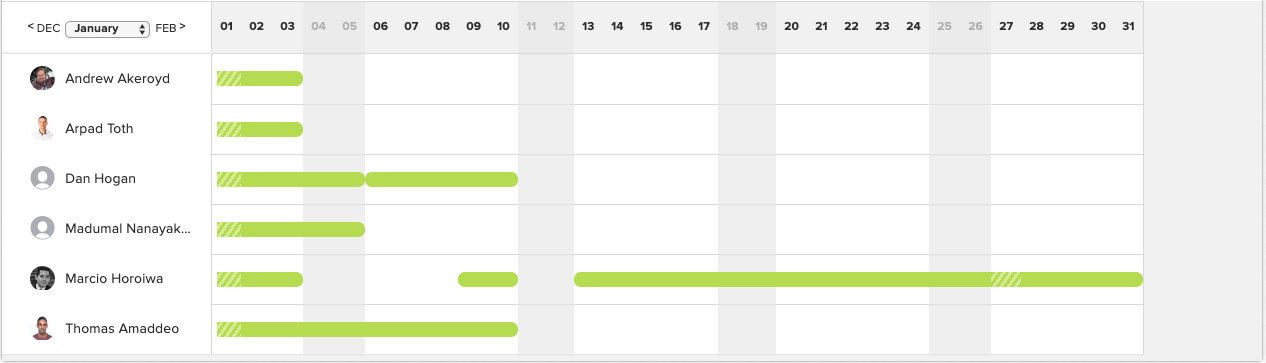 < DEC January FEB > 01 02 03 04 05 06 07 08 09 10 11 12 13 14 15 16 17 18 19 20 21 22 23 24 25 26 27 28 29 30 31
Andrew Akeroyd
Arpad Toth
Dan Hogan
Madumal Nanayak...
Marcio Horoiwa
Thomas Amaddeo